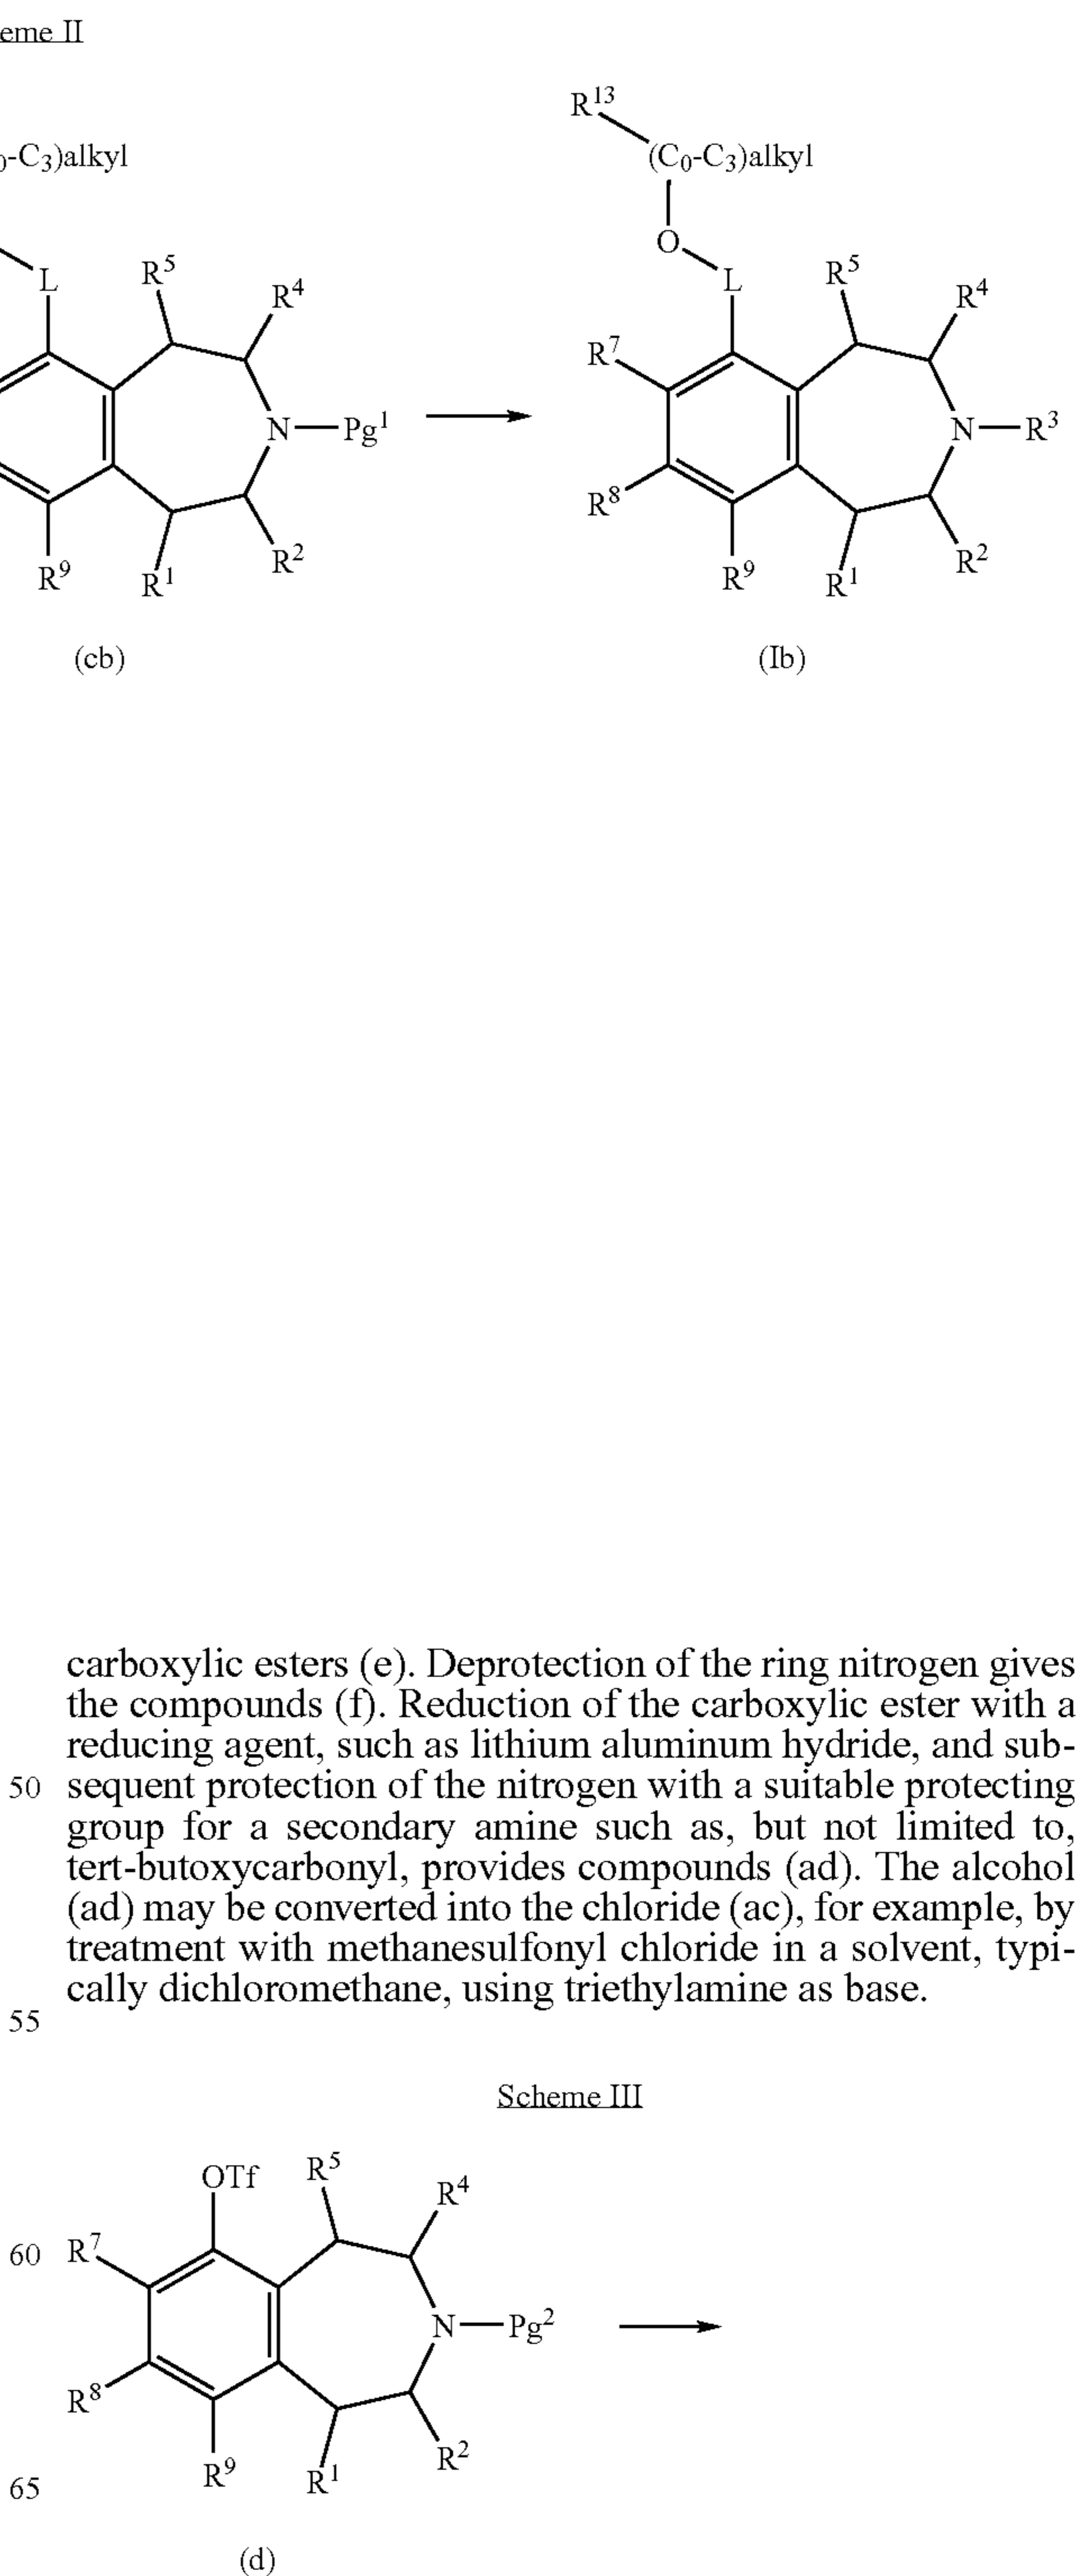 eme II
R¹³
₀-C₃)alkyl
(C₀-C₃)alkyl
O
L
R⁵
R⁴
L
R⁵
R⁴
R⁷
N—Pg¹
N—R³
R⁸
R⁹
R¹
R²
R⁹
R¹
R²
(cb)
(Ib)
carboxylic esters (e). Deprotection of the ring nitrogen gives
the compounds (f). Reduction of the carboxylic ester with a
reducing agent, such as lithium aluminum hydride, and sub-
50 sequent protection of the nitrogen with a suitable protecting
group for a secondary amine such as, but not limited to,
tert-butoxycarbonyl, provides compounds (ad). The alcohol
(ad) may be converted into the chloride (ac), for example, by
treatment with methanesulfonyl chloride in a solvent, typi-
cally dichloromethane, using triethylamine as base.
55
Scheme III
OTf
R⁵
R⁴
60 R⁷
N—Pg²
R⁸
R⁹
R¹
R²
65
(d)